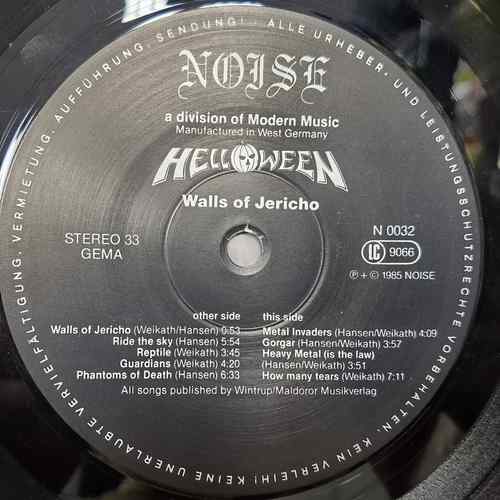 NOISE
a division of Modern Music
Manufactured in West Germany
HELLOWEEN
Walls of Jericho
STEREO 33
GEMA
N 0032
LC 9066
℗ + © 1985 NOISE
other side
Walls of Jericho (Weikath/Hansen) 0:53
Ride the sky (Hansen) 5:54
Reptile (Weikath) 3:45
Guardians (Weikath) 4:20
Phantoms of Death (Hansen) 6:33
this side
Metal Invaders (Hansen/Weikath) 4:09
Gorgar (Hansen/Weikath) 3:57
Heavy Metal (is the law)
(Hansen/Weikath) 3:51
How many tears (Weikath) 7:11
All songs published by Wintrup/Maldoror Musikverlag
ALLE URHEBER- UND LEISTUNGSSCHUTZRECHTE VORBEHALTEN! KEIN VERLEIH! KEINE UNERLAUBTE VERVIELFÄLTIGUNG, VERMIETUNG, AUFFÜHRUNG, SENDUNG!